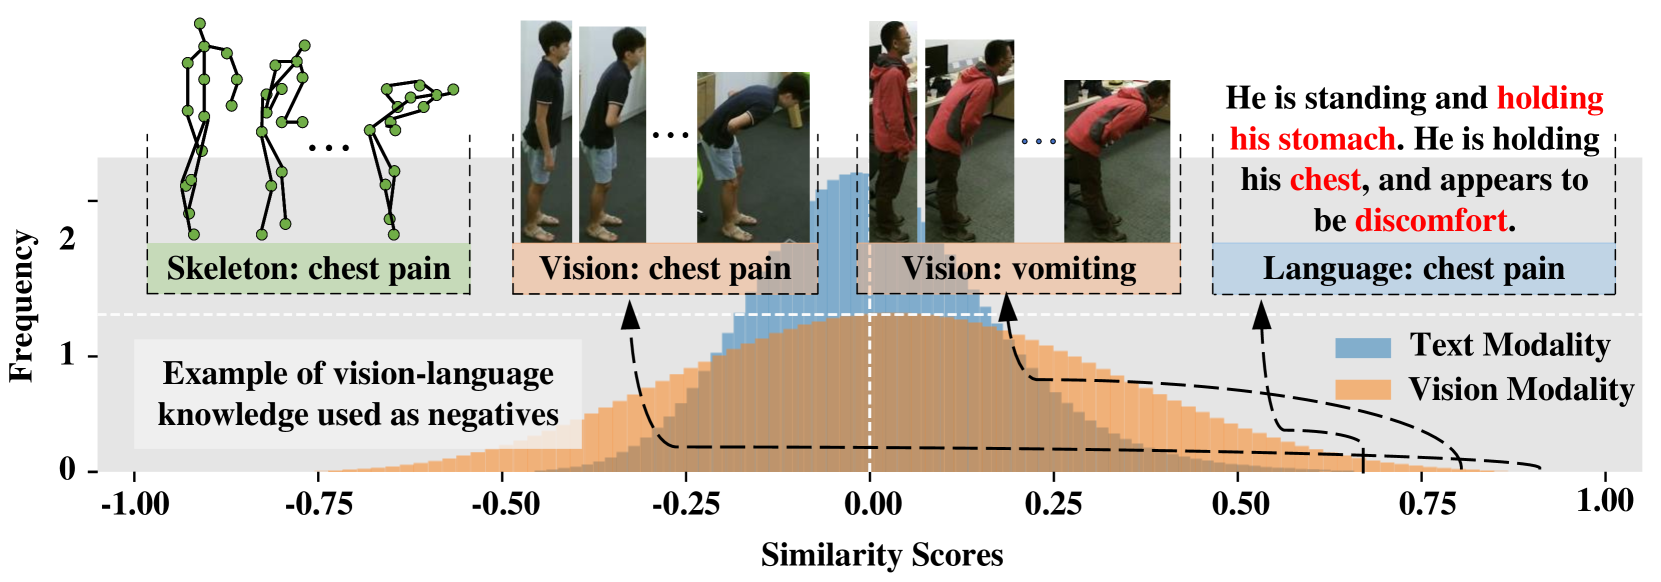 He is standing and holding
his stomach. He is holding
his chest, and appears to
be discomfort.
Skeleton: chest pain
Vision: chest pain
Vision: vomiting
Language: chest pain
Frequency
2
1
0
Example of vision-language
knowledge used as negatives
Text Modality
Vision Modality
-1.00 -0.75 -0.50 -0.25 0.00 0.25 0.50 0.75 1.00
Similarity Scores